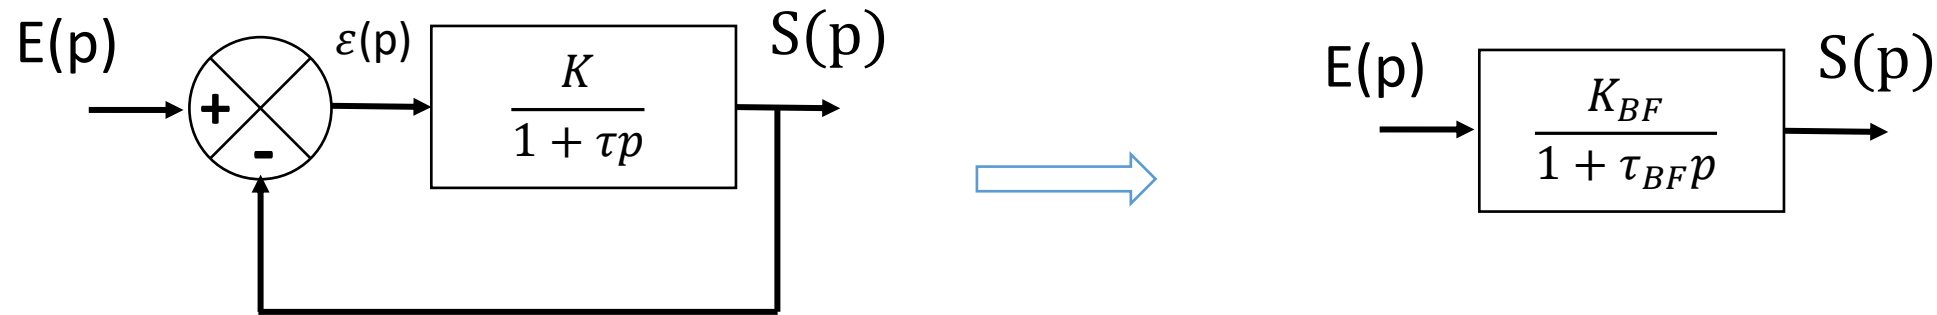 E(p)
+
-
ε(p)
K
1 + τp
S(p)
E(p)
K_BF
1 + τ_BF p
S(p)